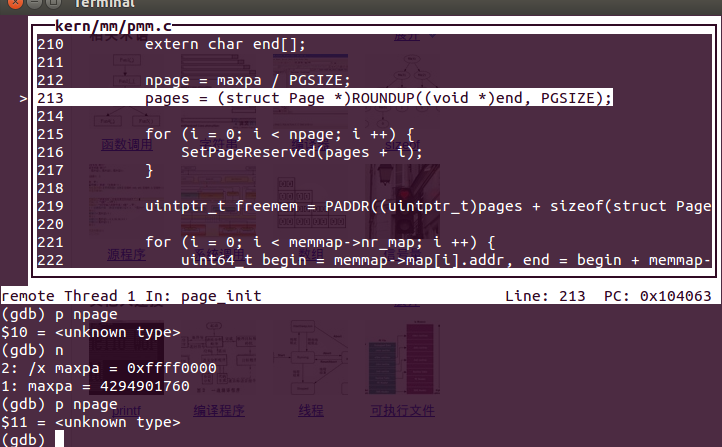 Terminal
kern/mm/pmm.c
210 extern char end[];
211
212 npage = maxpa / PGSIZE;
> 213 pages = (struct Page *)ROUNDUP((void *)end, PGSIZE);
214
215 for (i = 0; i < npage; i ++) {
216 SetPageReserved(pages + i);
217 }
218
219 uintptr_t freemem = PADDR((uintptr_t)pages + sizeof(struct Page
220
221 for (i = 0; i < memmap->nr_map; i ++) {
222 uint64_t begin = memmap->map[i].addr, end = begin + memmap-
函数调用
源程序
remote Thread 1 In: page_init Line: 213 PC: 0x104063
(gdb) p npage
$10 = <unknown type>
(gdb) n
2: /x maxpa = 0xffff0000
1: maxpa = 4294901760
(gdb) p npage
printf 编译程序 线程 可执行文件
$11 = <unknown type>
(gdb)